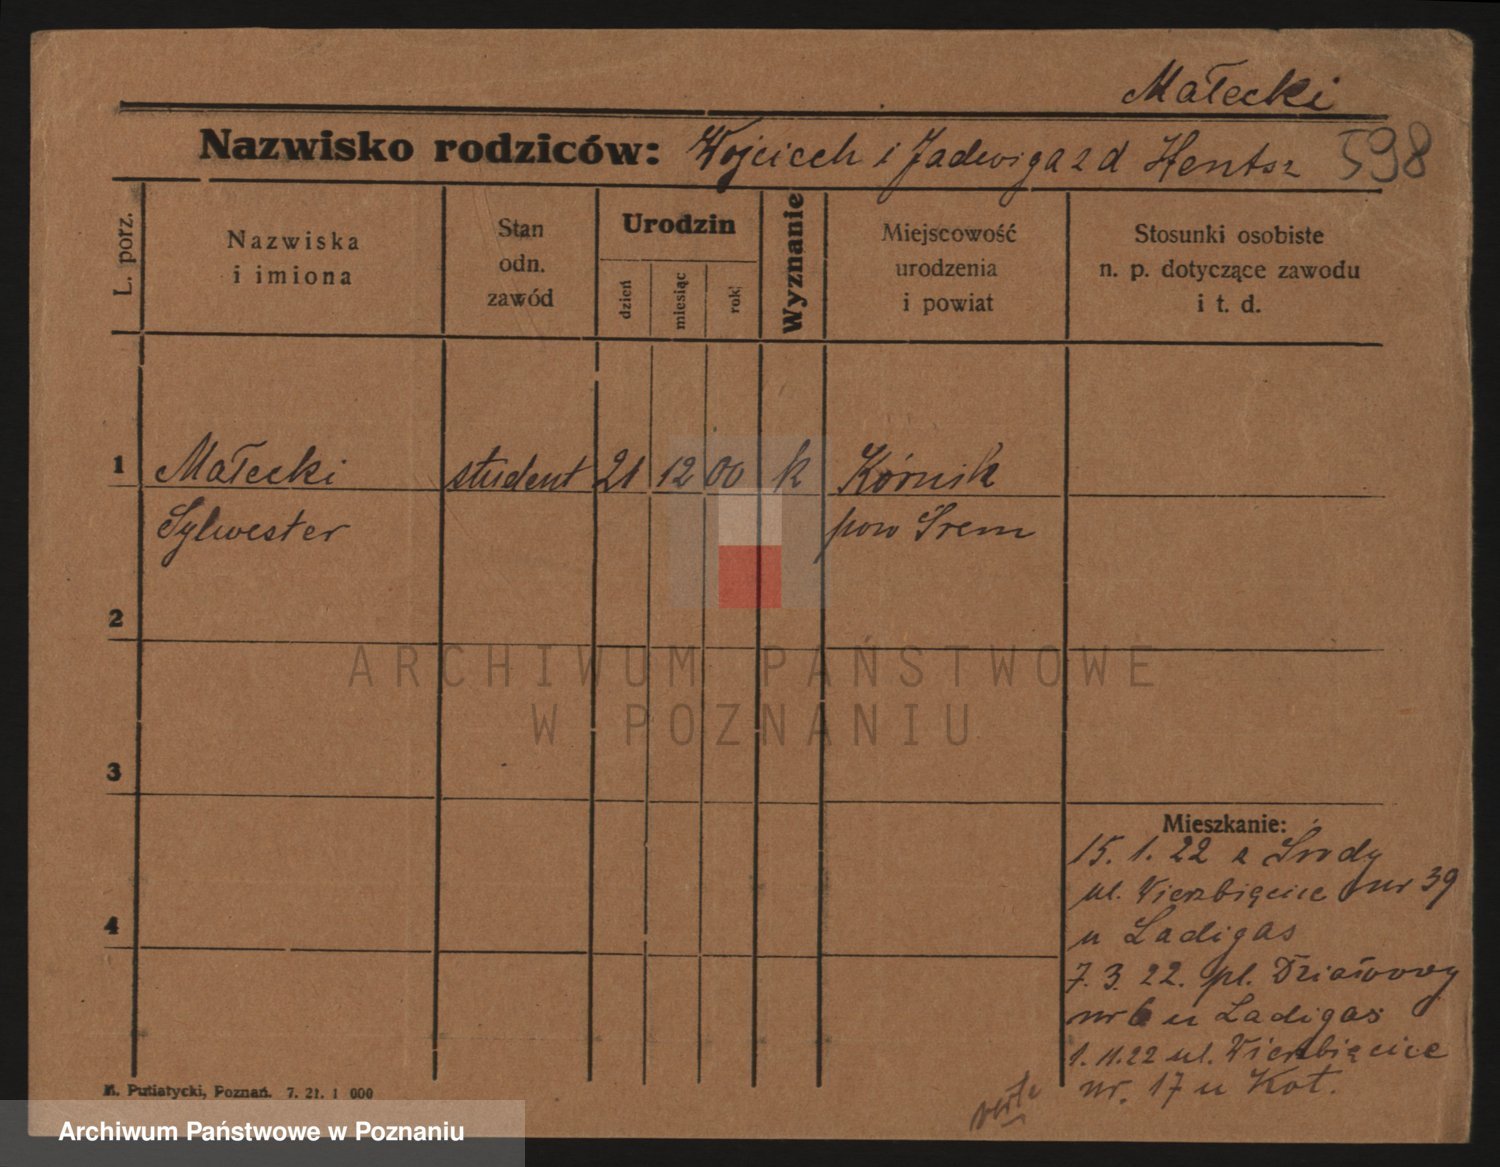 Małecki
Nazwisko rodziców: Wojciech i Jadwiga z d Hentsz 598
L. porz.
Nazwiska
i imiona
Stan
odn.
zawód
Urodzin
dzień
miesiąc
rok
Wyznanie
Miejscowość
urodzenia
i powiat
Stosunki osobiste
n. p. dotyczące zawodu
i t. d.
1 Małecki student 21 12 00 k Kórnik
Sylwester pow Śrem
2
ARCHIWUM PAŃSTWOWE
W POZNANIU
3
Mieszkanie:
15. 1. 22 z Środy
ul. Wierzbięcice nr 39
4
u Ladigas
7. 3. 22. pl. Działowy
nr 6 u Ladigas
1. 11. 22 ul. Wierzbięcice
nr. 17 u Kot.
verte
Putiatycki, Poznań. 7. 21. 1 000
Archiwum Państwowe w Poznaniu